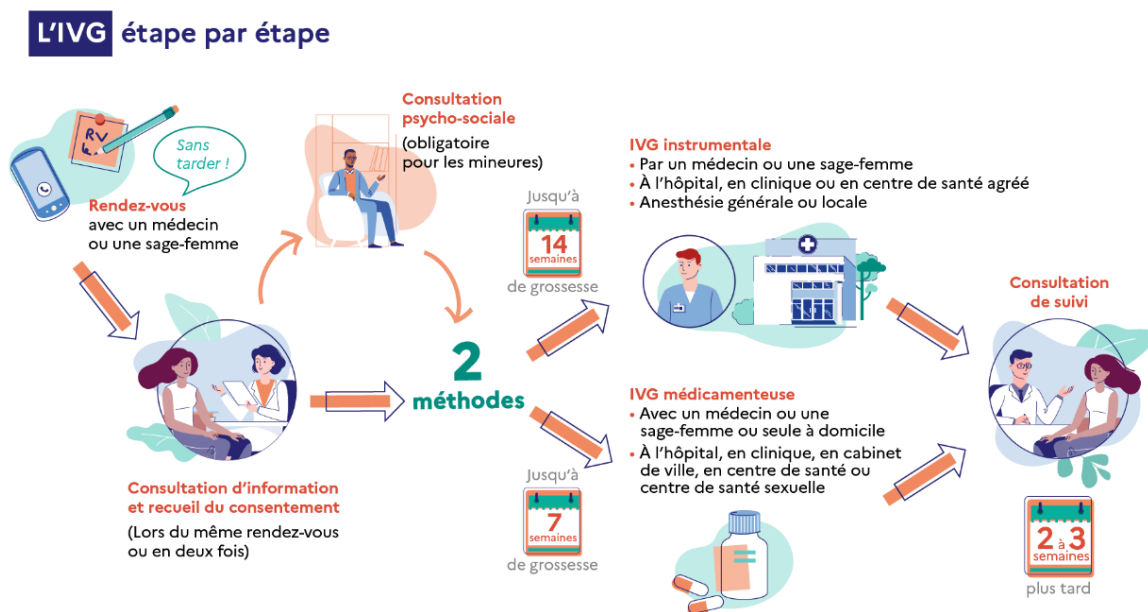 L'IVG étape par étape
RV
F.
Sans
tarder !
Rendez-vous
avec un médecin
ou une sage-femme
Consultation d'information
et recueil du consentement
(Lors du même rendez-vous
ou en deux fois)
Consultation
psycho-sociale
(obligatoire
pour les mineures)
2
méthodes
Jusqu'à
14
semaines
de grossesse
IVG instrumentale
• Par un médecin ou une sage-femme
• À l'hôpital, en clinique ou en centre de santé agréé
• Anesthésie générale ou locale
Jusqu'à
7
semaines
de grossesse
IVG médicamenteuse
• Avec un médecin ou une
sage-femme ou seule à domicile
• À l'hôpital, en clinique, en cabinet
de ville, en centre de santé ou
centre de santé sexuelle
Consultation
de suivi
2 à 3
semaines
plus tard